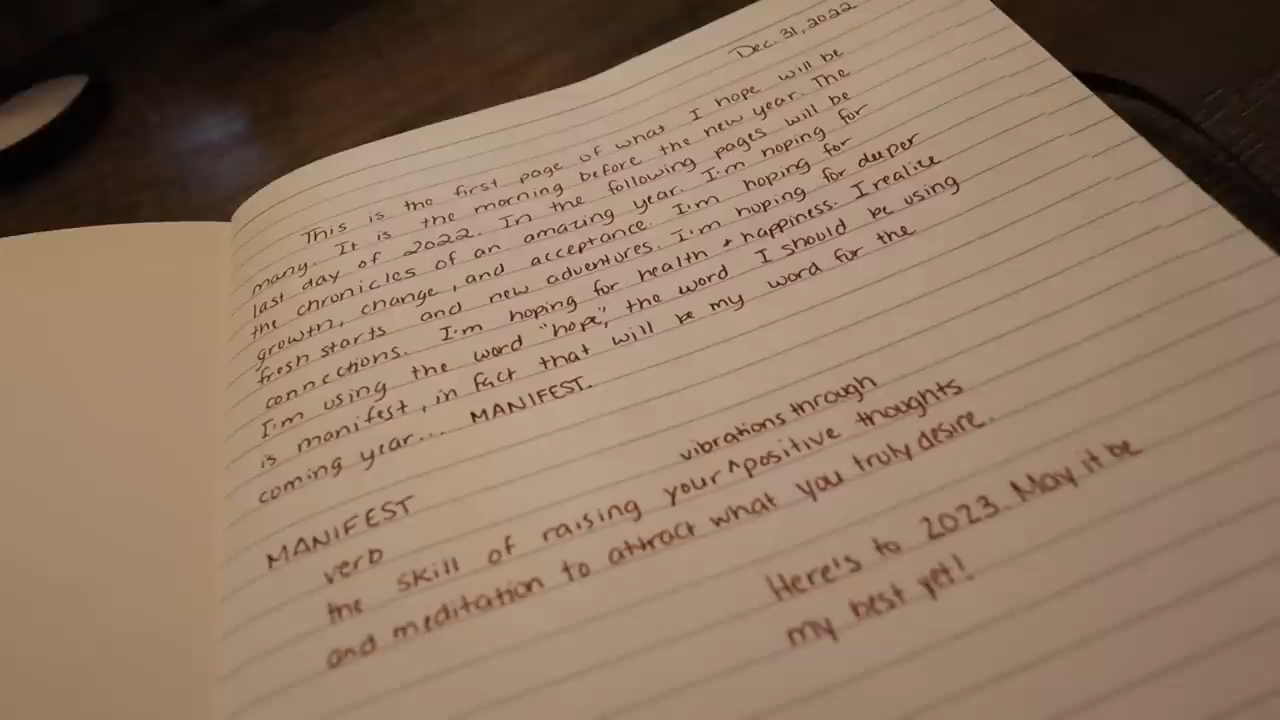 Dec. 31, 2022
This is the first page of what I hope will be
many. It is the morning before the new year. The
last day of 2022. In the following pages will be
the chronicles of an amazing year. I'm hoping for
growth, change, and acceptance. I'm hoping for
fresh starts and new adventures. I'm hoping for deeper
connections. I'm hoping for health + happiness. I realize
I'm using the word "hope", the word I should be using
is manifest, in fact that will be my word for the
coming year... MANIFEST.
MANIFEST
verb
vibrations through
the skill of raising your ^positive thoughts
and meditation to attract what you truly desire.
Here's to 2023. May it be
my best yet!